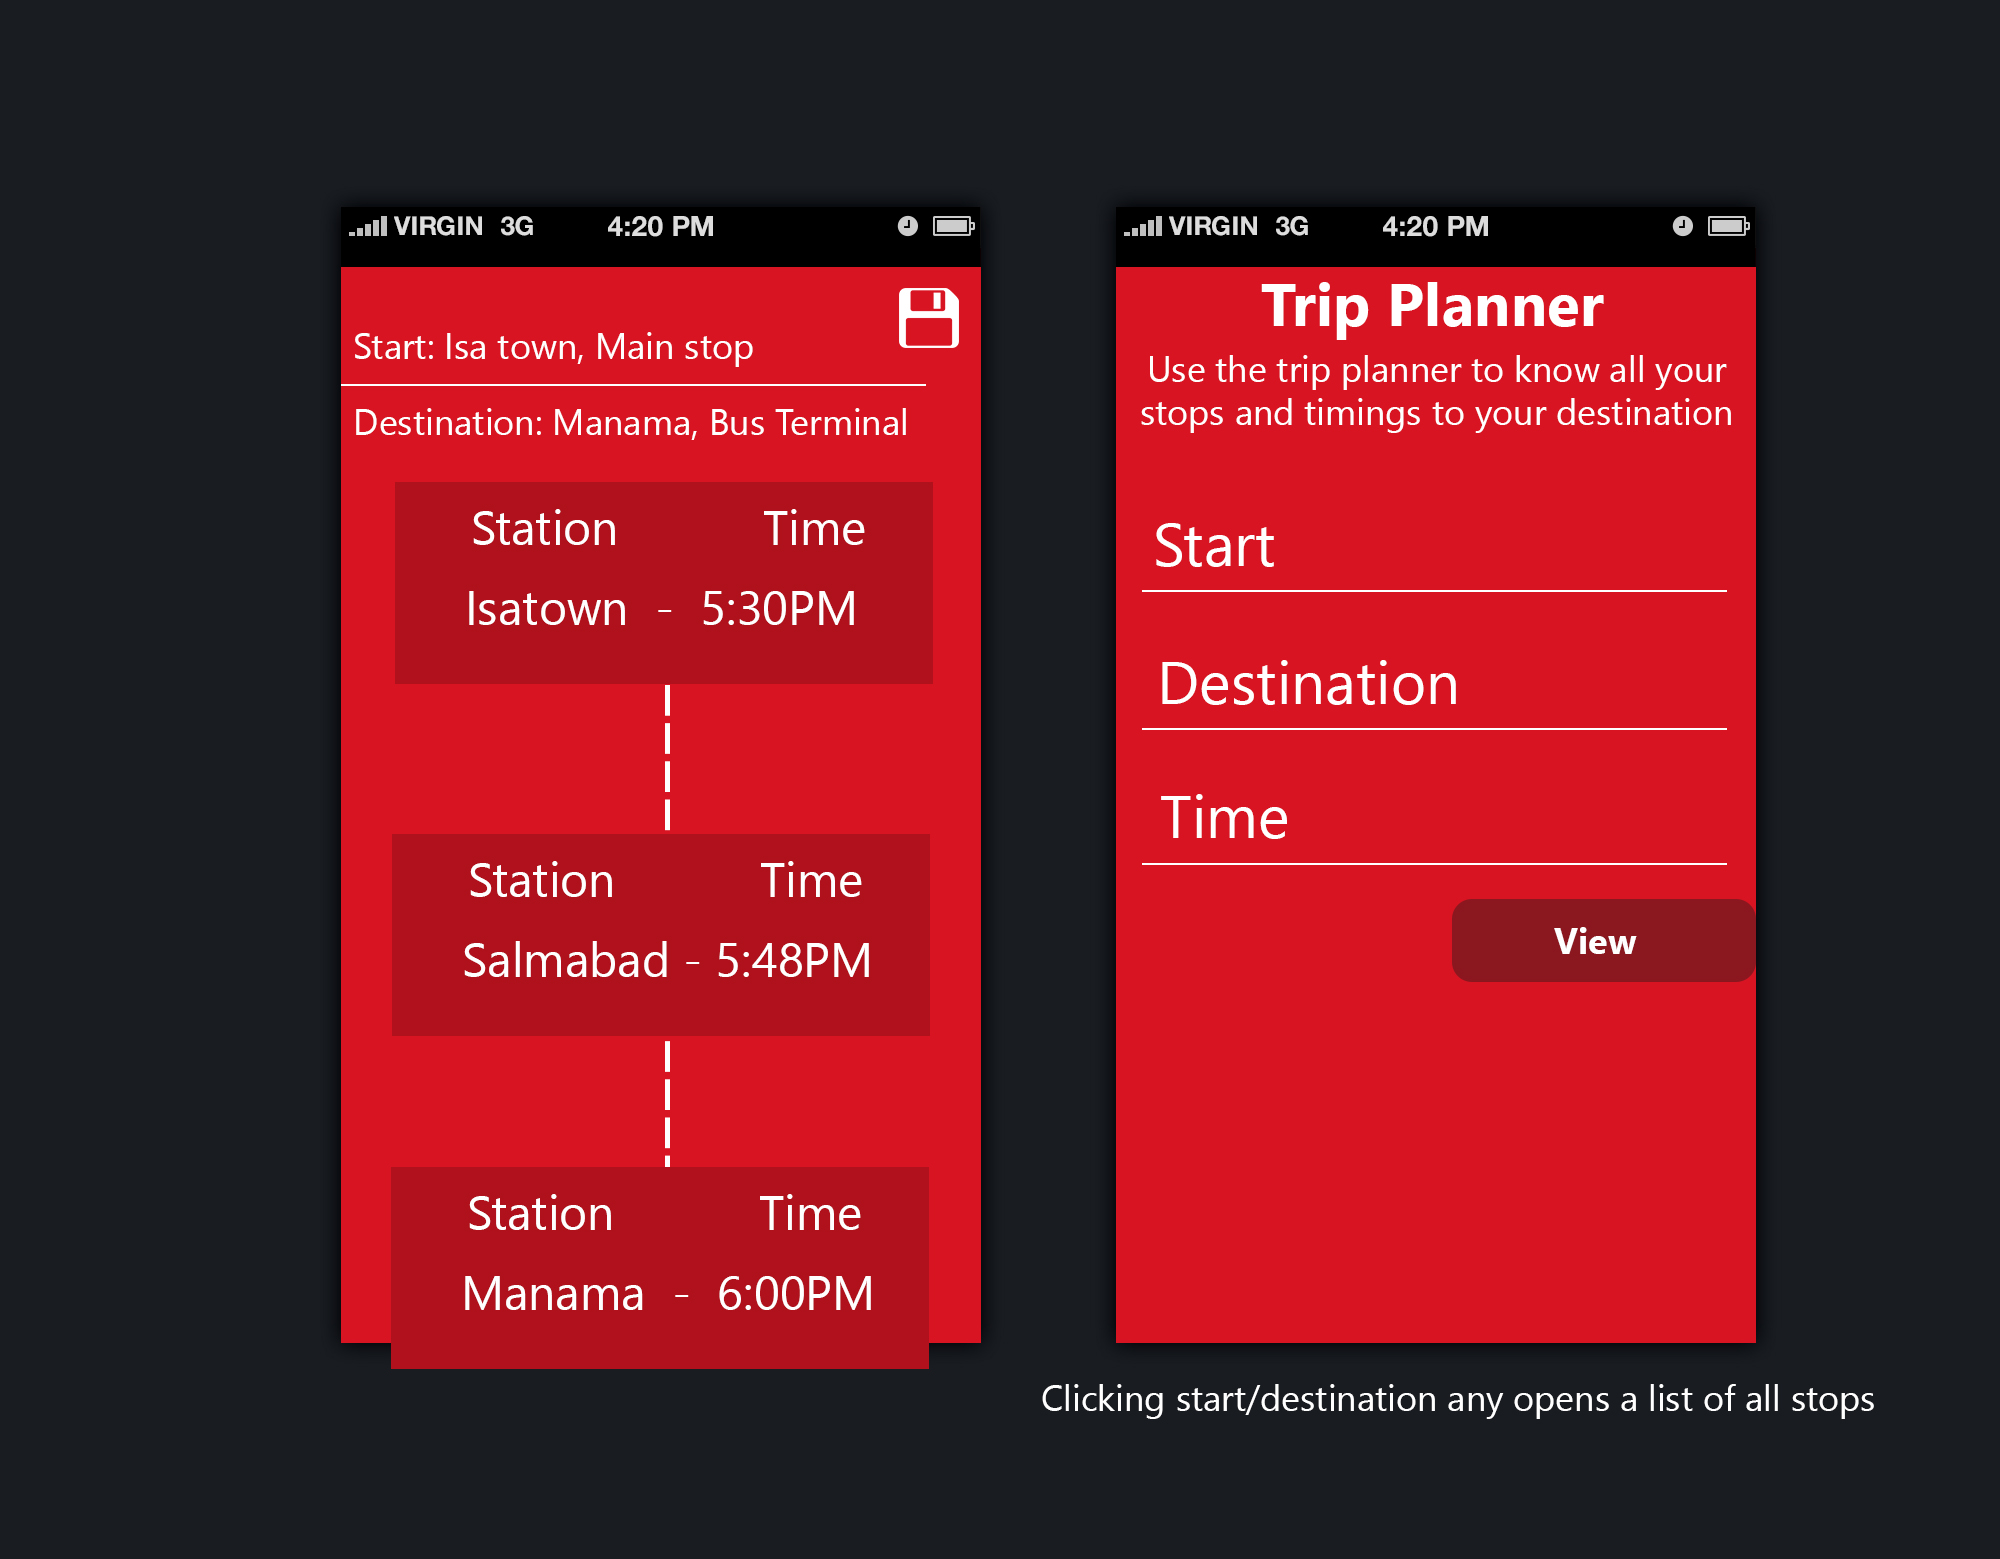 VIRGIN 3G 4:20 PM
Start: Isa town, Main stop
Destination: Manama, Bus Terminal
Station Time
Isatown - 5:30PM
Station Time
Salmabad - 5:48PM
Station Time
Manama - 6:00PM
VIRGIN 3G 4:20 PM
Trip Planner
Use the trip planner to know all your
stops and timings to your destination
Start
Destination
Time
View
Clicking start/destination any opens a list of all stops